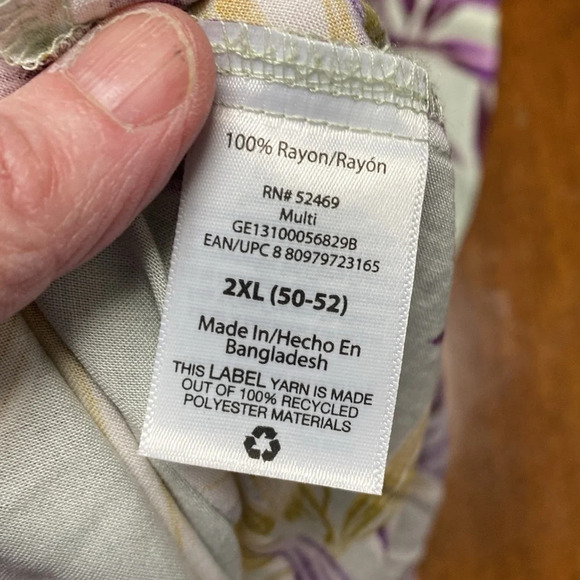 100% Rayon/Rayón
RN# 52469
Multi
GE13100056829B
EAN/UPC 8 80979723165
2XL (50-52)
Made In/Hecho En
Bangladesh
THIS LABEL YARN IS MADE
OUT OF 100% RECYCLED
POLYESTER MATERIALS